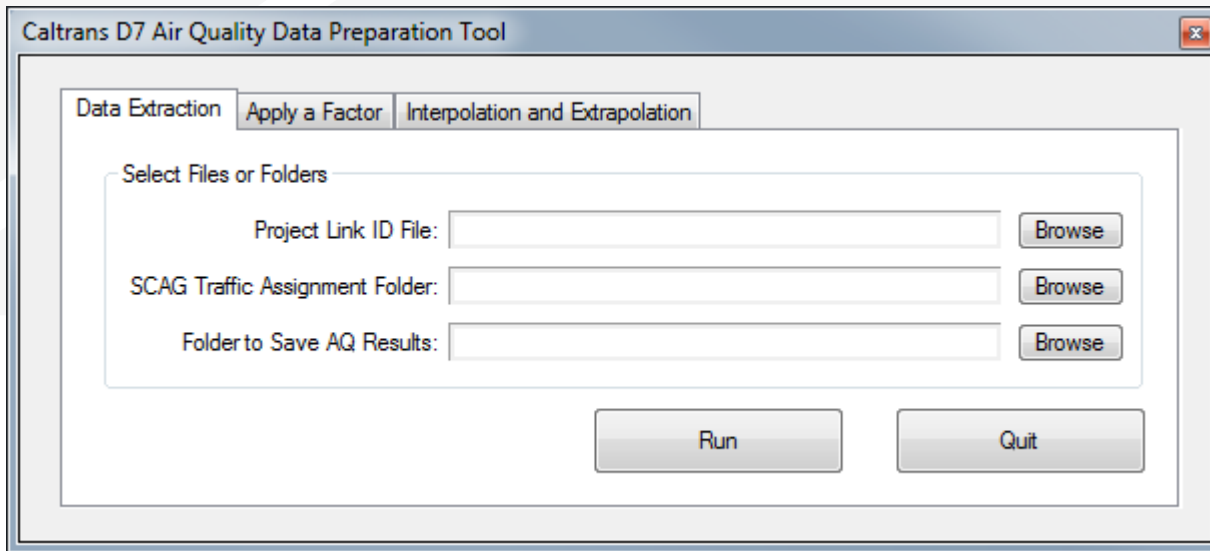 Caltrans D7 Air Quality Data Preparation Tool
Data Extraction Apply a Factor Interpolation and Extrapolation
Select Files or Folders
Project Link ID File: Browse
SCAG Traffic Assignment Folder: Browse
Folder to Save AQ Results: Browse
Run Quit